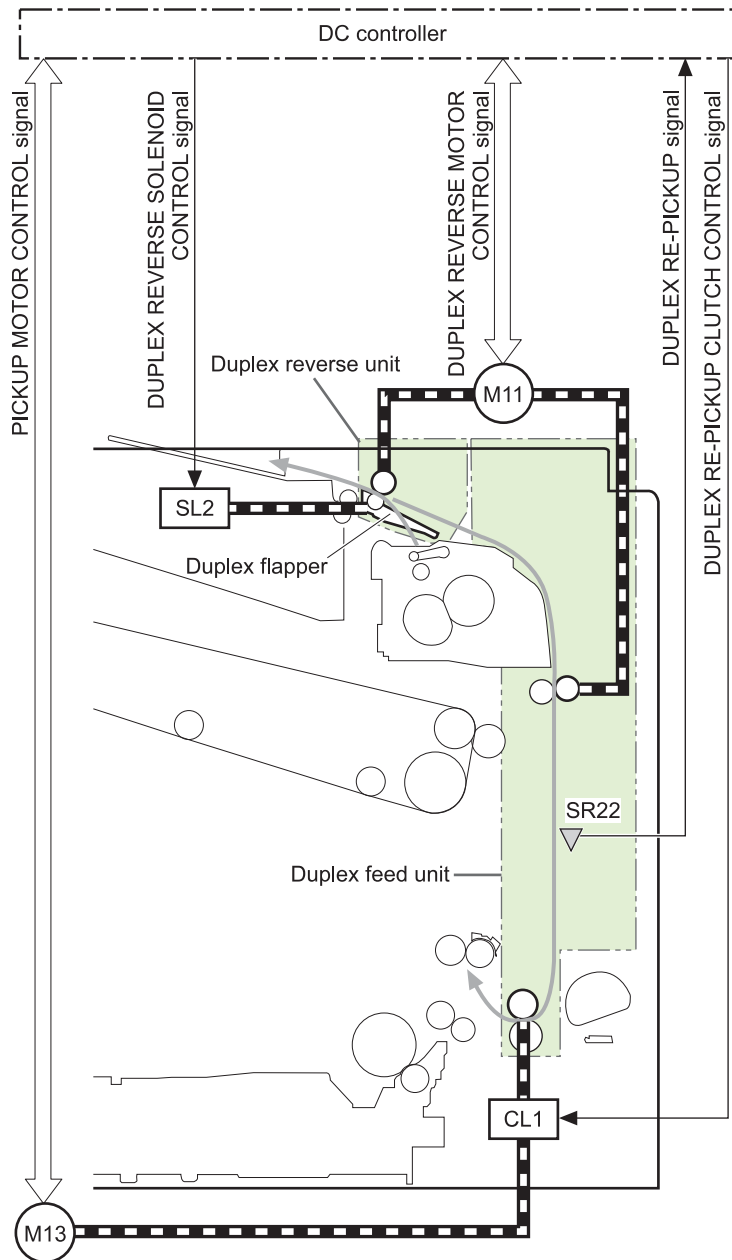 DC controller
PICKUP MOTOR CONTROL signal
DUPLEX REVERSE SOLENOID
CONTROL signal
DUPLEX REVERSE MOTOR
CONTROL signal
DUPLEX RE-PICKUP signal
DUPLEX RE-PICKUP CLUTCH CONTROL signal
Duplex reverse unit
M11
SL2
Duplex flapper
SR22
Duplex feed unit
CL1
M13